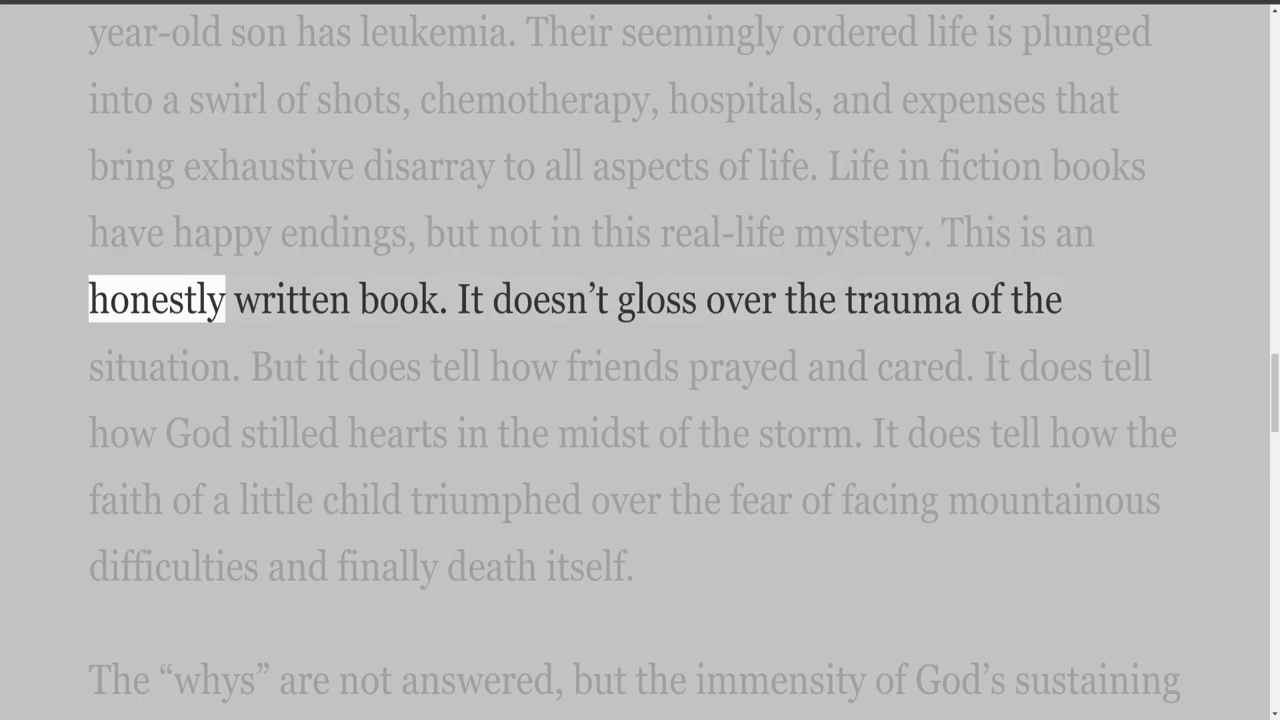 year-old son has leukemia. Their seemingly ordered life is plunged
into a swirl of shots, chemotherapy, hospitals, and expenses that
bring exhaustive disarray to all aspects of life. Life in fiction books
have happy endings, but not in this real-life mystery. This is an
honestly written book. It doesn’t gloss over the trauma of the
situation. But it does tell how friends prayed and cared. It does tell
how God stilled hearts in the midst of the storm. It does tell how the
faith of a little child triumphed over the fear of facing mountainous
difficulties and finally death itself.
The “whys” are not answered, but the immensity of God’s sustaining